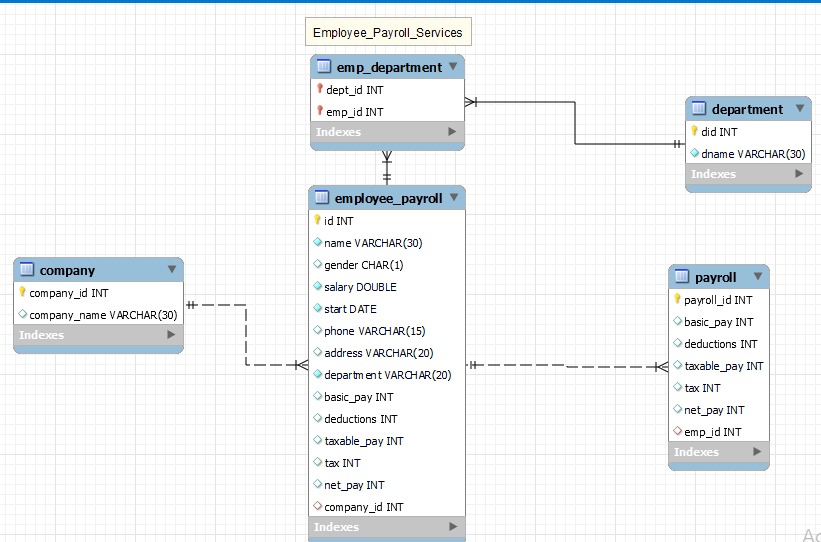 Employee_Payroll_Services
emp_department
dept_id INT
emp_id INT
Indexes
department
did INT
dname VARCHAR(30)
Indexes
employee_payroll
id INT
name VARCHAR(30)
gender CHAR(1)
salary DOUBLE
start DATE
phone VARCHAR(15)
address VARCHAR(20)
department VARCHAR(20)
basic_pay INT
deductions INT
taxable_pay INT
tax INT
net_pay INT
company_id INT
Indexes
company
company_id INT
company_name VARCHAR(30)
Indexes
payroll
payroll_id INT
basic_pay INT
deductions INT
taxable_pay INT
tax INT
net_pay INT
emp_id INT
Indexes